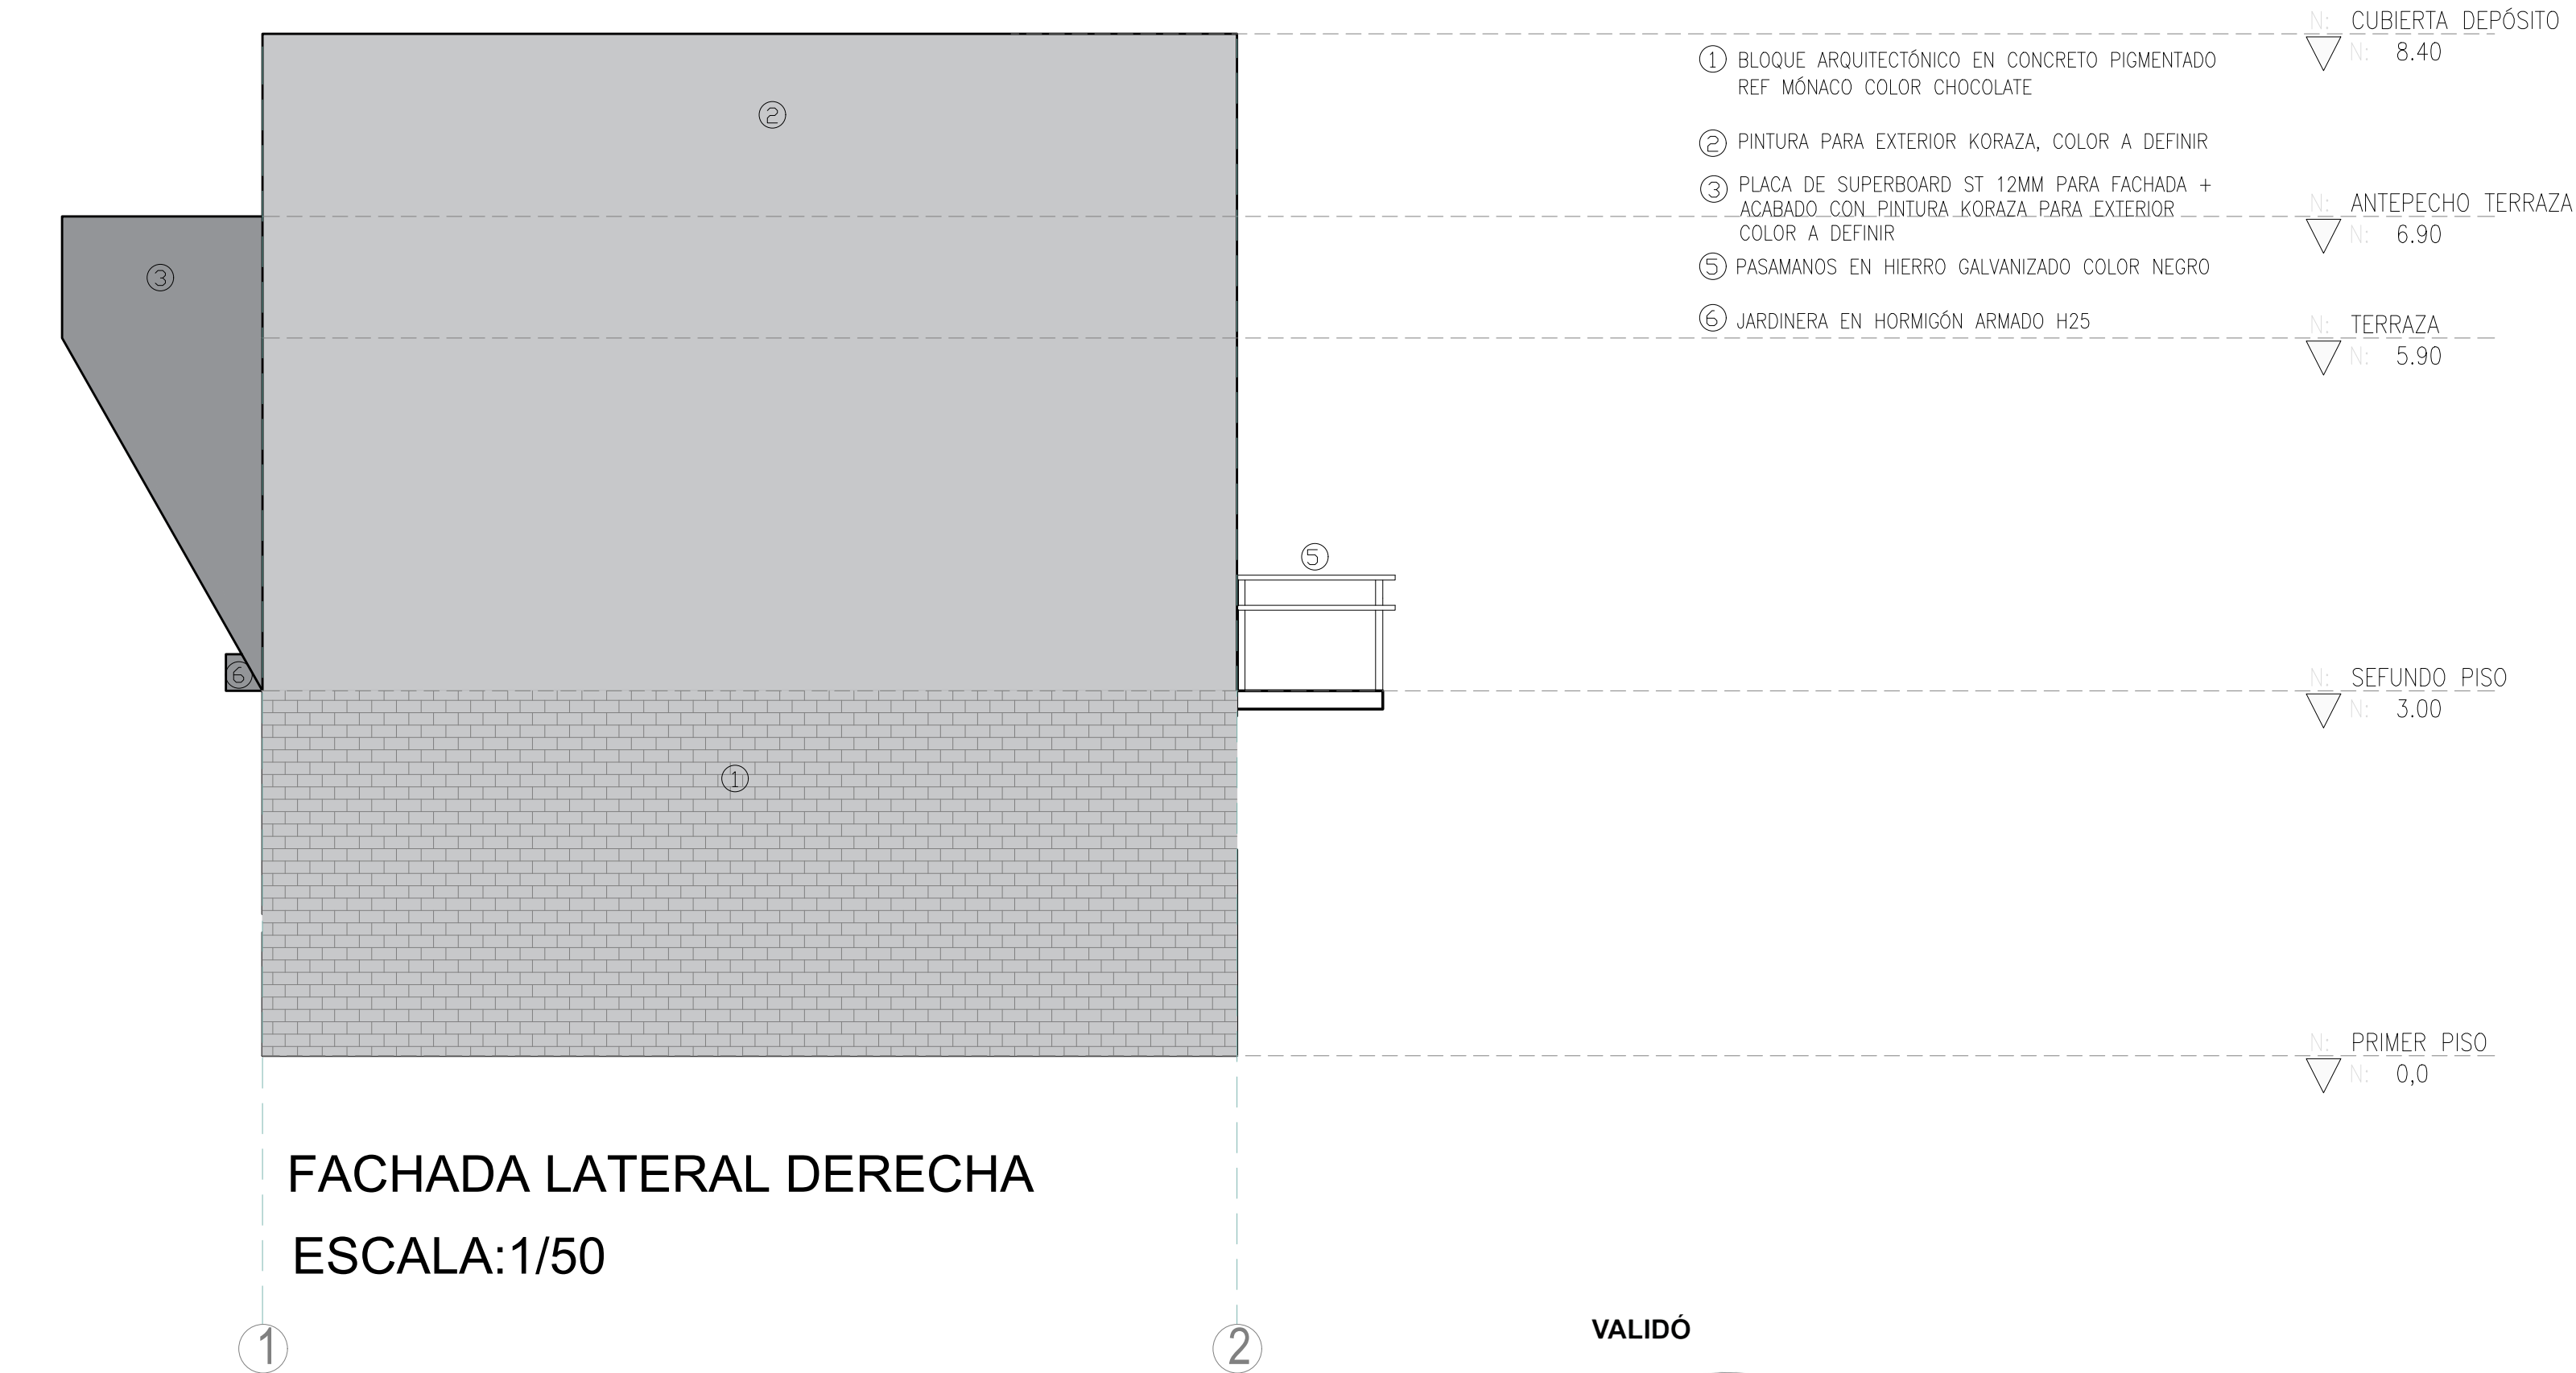 N: CUBIERTA DEPÓSITO
N: 8.40
① BLOQUE ARQUITECTÓNICO EN CONCRETO PIGMENTADO
REF MÓNACO COLOR CHOCOLATE
② PINTURA PARA EXTERIOR KORAZA, COLOR A DEFINIR
③ PLACA DE SUPERBOARD ST 12MM PARA FACHADA +
ACABADO CON PINTURA KORAZA PARA EXTERIOR
COLOR A DEFINIR
⑤ PASAMANOS EN HIERRO GALVANIZADO COLOR NEGRO
⑥ JARDINERA EN HORMIGÓN ARMADO H25
N: ANTEPECHO TERRAZA
N: 6.90
N: TERRAZA
N: 5.90
N: SEFUNDO PISO
N: 3.00
N: PRIMER PISO
N: 0,0
②
③
⑤
⑥
①
FACHADA LATERAL DERECHA
ESCALA:1/50
1
2
VALIDÓ